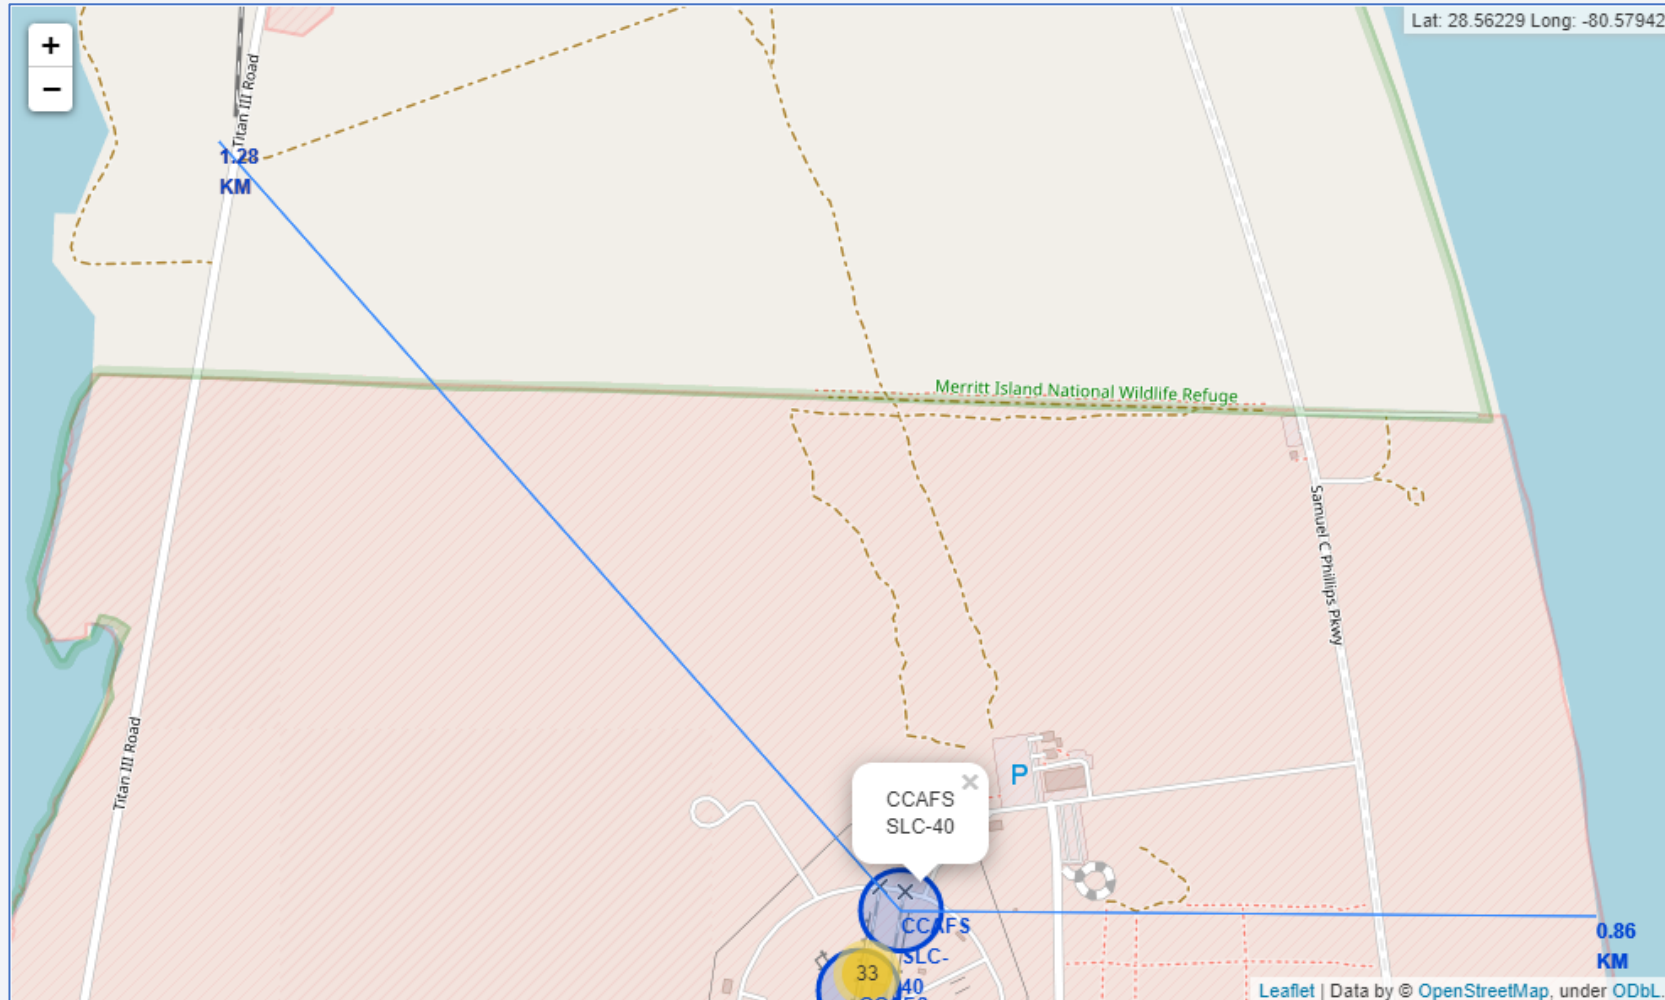 +
Lat: 28.56229 Long: -80.57942
−
Titan III Road
1.28
KM
Merritt Island National Wildlife Refuge
Samuel C Phillips Pkwy
Titan III Road
P
×
CCAFS
SLC-40
CCAFS
SLC-
40
0.86
KM
33
Leaflet | Data by © OpenStreetMap, under ODbL.